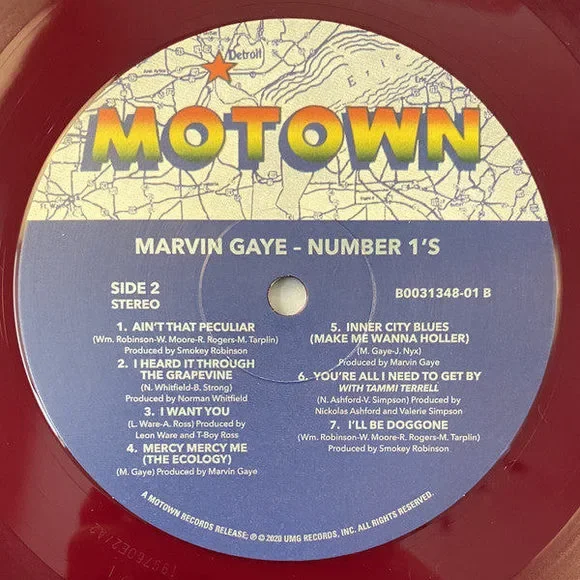 Detroit
Erie
MOTOWN
MARVIN GAYE – NUMBER 1'S
SIDE 2
STEREO
B0031348-01 B
1. AIN'T THAT PECULIAR
(Wm. Robinson-W. Moore-R. Rogers-M. Tarplin)
Produced by Smokey Robinson
2. I HEARD IT THROUGH
THE GRAPEVINE
(N. Whitfield-B. Strong)
Produced by Norman Whitfield
3. I WANT YOU
(L. Ware-A. Ross) Produced by
Leon Ware and T-Boy Ross
4. MERCY MERCY ME
(THE ECOLOGY)
(M. Gaye) Produced by Marvin Gaye
5. INNER CITY BLUES
(MAKE ME WANNA HOLLER)
(M. Gaye-J. Nyx)
Produced by Marvin Gaye
6. YOU'RE ALL I NEED TO GET BY
WITH TAMMI TERRELL
(N. Ashford-V. Simpson) Produced by
Nickolas Ashford and Valerie Simpson
7. I'LL BE DOGGONE
(Wm. Robinson-W. Moore-R. Rogers-M. Tarplin)
Produced by Smokey Robinson
A MOTOWN RECORDS RELEASE; ℗ © 2020 UMG RECORDINGS, INC. ALL RIGHTS RESERVED.